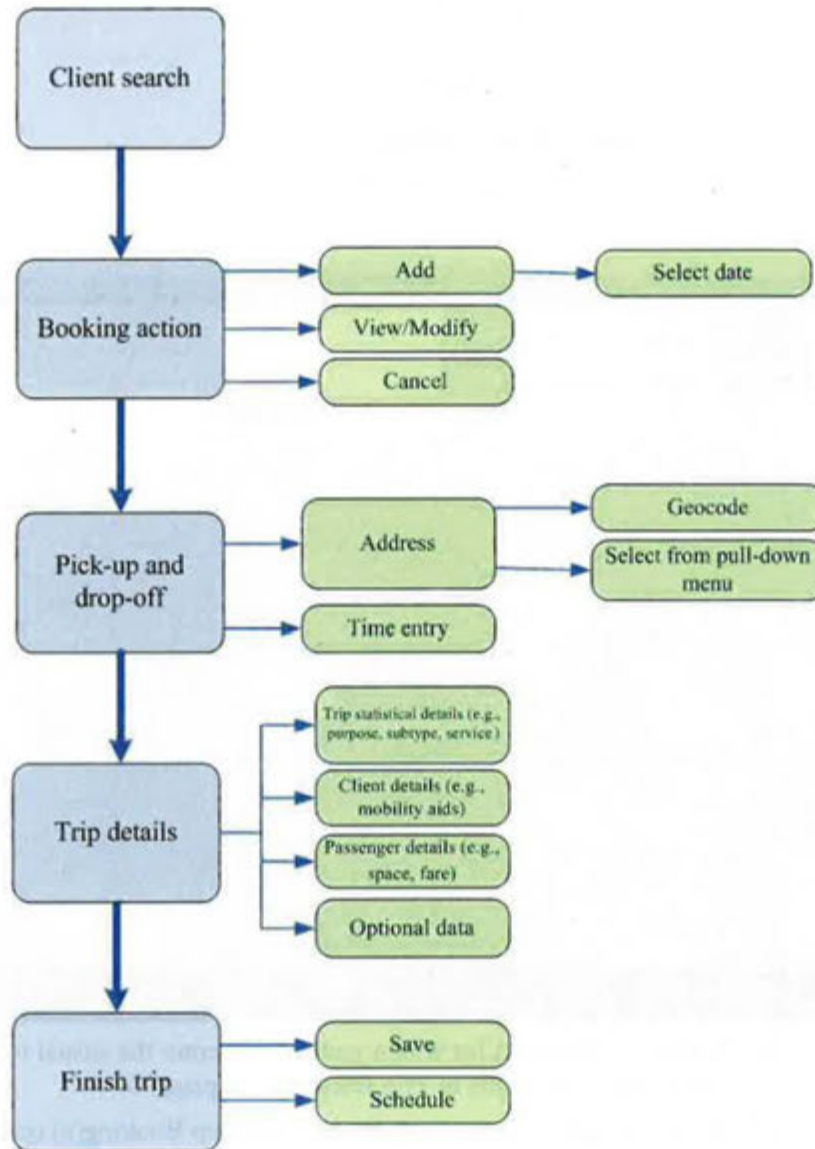 Client search
Booking action
Add
Select date
View/Modify
Cancel
Pick-up and
drop-off
Address
Geocode
Select from pull-down
menu
Time entry
Trip details
Trip statistical details (e.g.,
purpose, subtype, service)
Client details (e.g.,
mobility aids)
Passenger details (e.g.,
space, fare)
Optional data
Finish trip
Save
Schedule